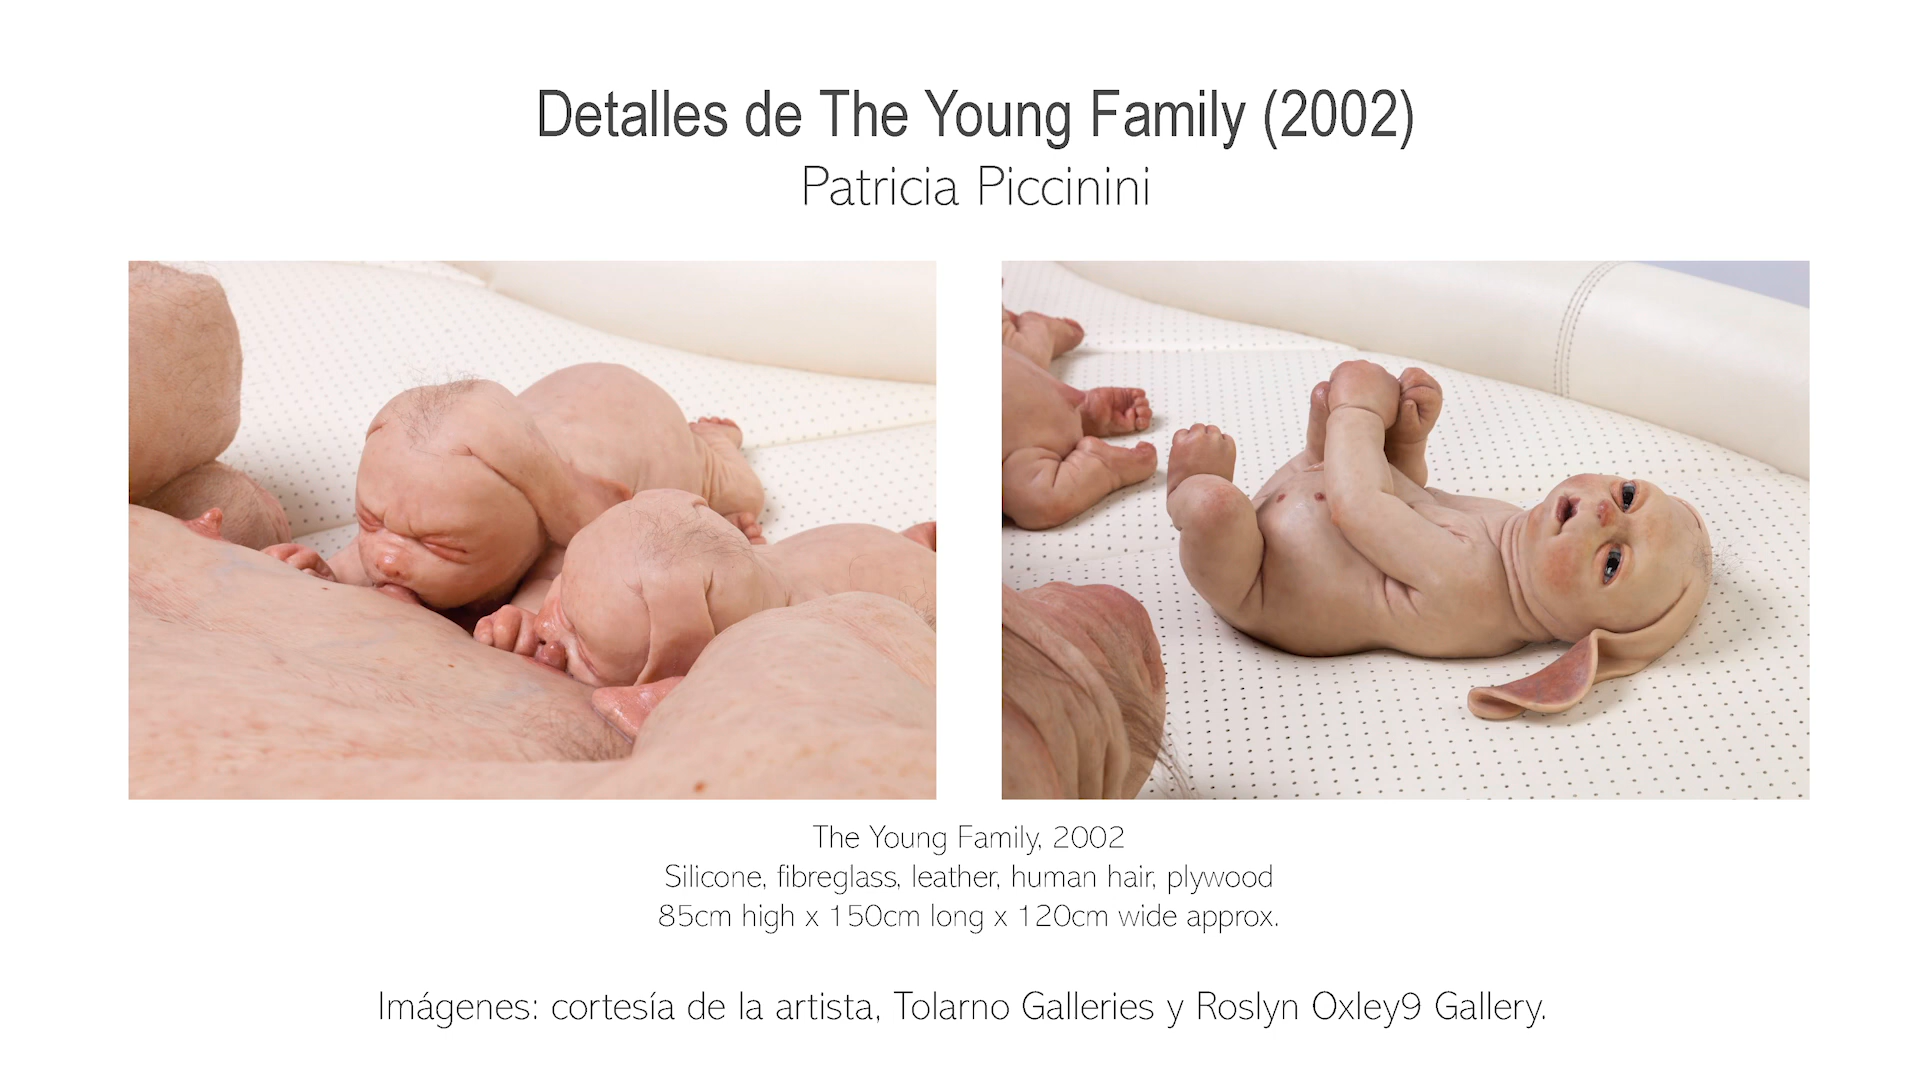 Detalles de The Young Family (2002)
Patricia Piccinini
The Young Family, 2002
Silicone, fibreglass, leather, human hair, plywood
85cm high x 150cm long x 120cm wide approx.
Imágenes: cortesía de la artista, Tolarno Galleries y Roslyn Oxley9 Gallery.